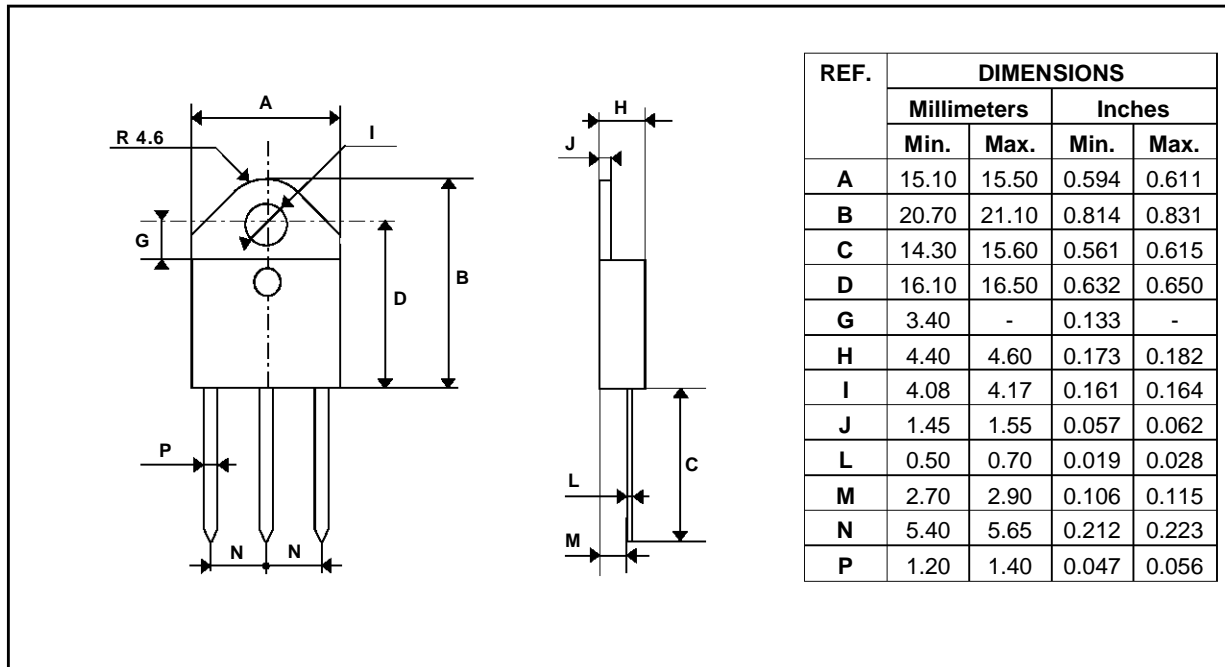 A
R 4.6
I
G
D
B
P
N N
H
J
L
C
M
REF. DIMENSIONS
Millimeters Inches
Min. Max. Min. Max.
A 15.10 15.50 0.594 0.611
B 20.70 21.10 0.814 0.831
C 14.30 15.60 0.561 0.615
D 16.10 16.50 0.632 0.650
G 3.40 - 0.133 -
H 4.40 4.60 0.173 0.182
I 4.08 4.17 0.161 0.164
J 1.45 1.55 0.057 0.062
L 0.50 0.70 0.019 0.028
M 2.70 2.90 0.106 0.115
N 5.40 5.65 0.212 0.223
P 1.20 1.40 0.047 0.056